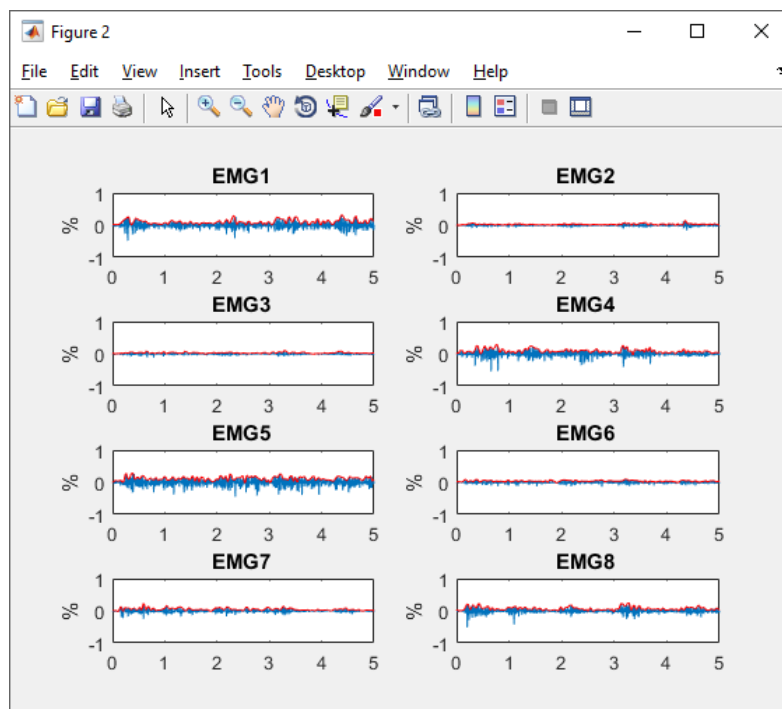 Figure 2
File Edit View Insert Tools Desktop Window Help
EMG1 EMG2
1 1
% 0 % 0
-1 -1
0 1 2 3 4 5 0 1 2 3 4 5
EMG3 EMG4
1 1
% 0 % 0
-1 -1
0 1 2 3 4 5 0 1 2 3 4 5
EMG5 EMG6
1 1
% 0 % 0
-1 -1
0 1 2 3 4 5 0 1 2 3 4 5
EMG7 EMG8
1 1
% 0 % 0
-1 -1
0 1 2 3 4 5 0 1 2 3 4 5